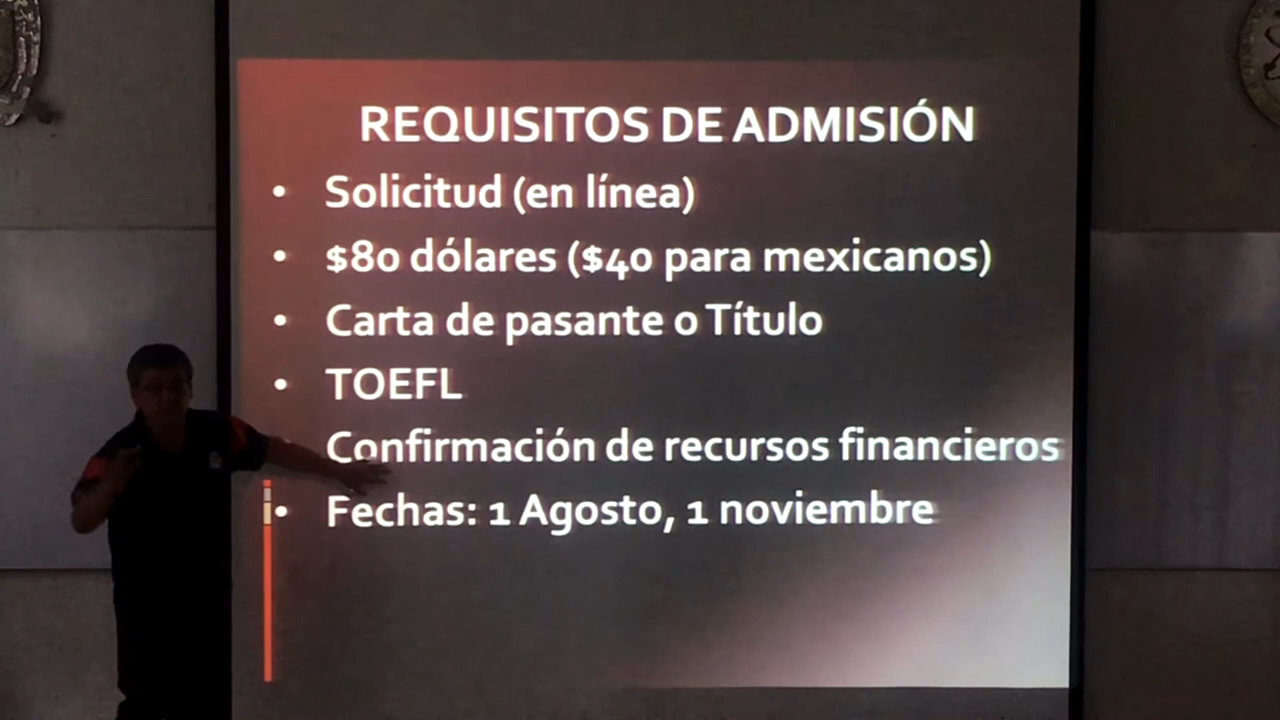 REQUISITOS DE ADMISIÓN
• Solicitud (en línea)
• $80 dólares ($40 para mexicanos)
• Carta de pasante o Título
• TOEFL
Confirmación de recursos financieros
• Fechas: 1 Agosto, 1 noviembre